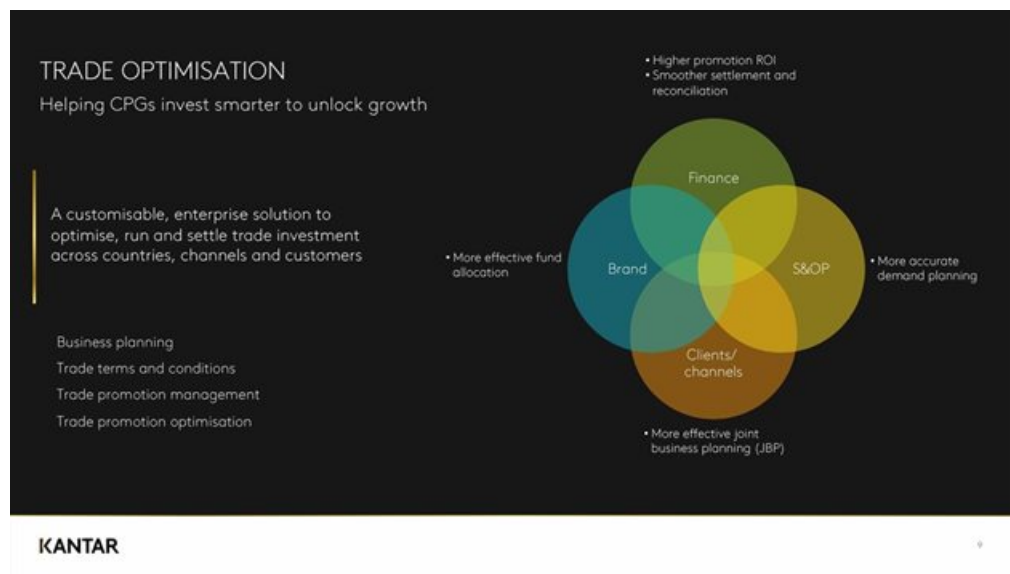 TRADE OPTIMISATION
Helping CPGs invest smarter to unlock growth
A customisable, enterprise solution to
optimise, run and settle trade investment
across countries, channels and customers
Business planning
Trade terms and conditions
Trade promotion management
Trade promotion optimisation
• Higher promotion ROI
• Smoother settlement and
reconciliation
Finance
• More effective fund
allocation
Brand
S&OP
• More accurate
demand planning
Clients/
channels
• More effective joint
business planning (JBP)
KANTAR